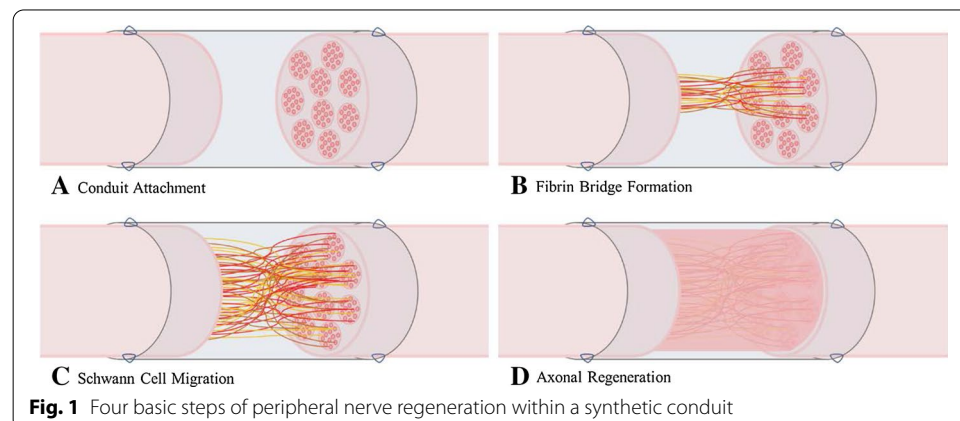 A Conduit Attachment
B Fibrin Bridge Formation
C Schwann Cell Migration
D Axonal Regeneration
Fig. 1 Four basic steps of peripheral nerve regeneration within a synthetic conduit